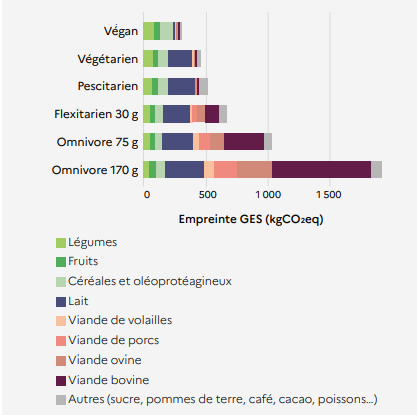 Végan
Végétarien
Pescitarien
Flexitarien 30 g
Omnivore 75 g
Omnivore 170 g
0 500 1 000 1 500
Empreinte GES (kgCO₂eq)
Légumes
Fruits
Céréales et oléoprotéagineux
Lait
Viande de volailles
Viande de porcs
Viande ovine
Viande bovine
Autres (sucre, pommes de terre, café, cacao, poissons...)